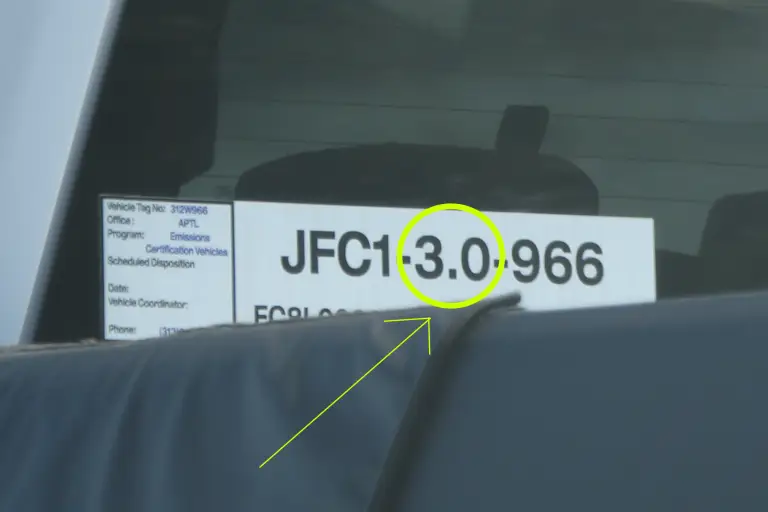 Vehicle Tag No: 312W966
Office: APTL
Program: Emissions
Certification Vehicles
Scheduled Disposition
Date:
Vehicle Coordinator:
Phone:
JFC1-3.0-966